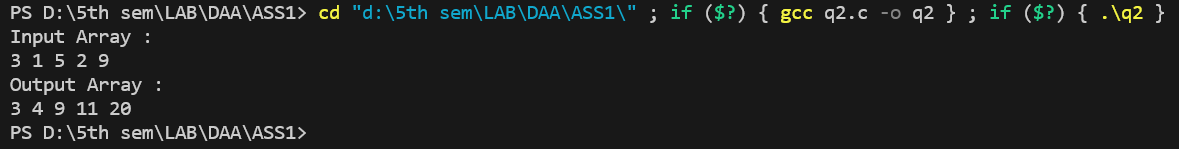 PS D:\5th sem\LAB\DAA\ASS1> cd "d:\5th sem\LAB\DAA\ASS1\" ; if ($?) { gcc q2.c -o q2 } ; if ($?) { .\q2 }
Input Array :
3 1 5 2 9
Output Array :
3 4 9 11 20
PS D:\5th sem\LAB\DAA\ASS1>